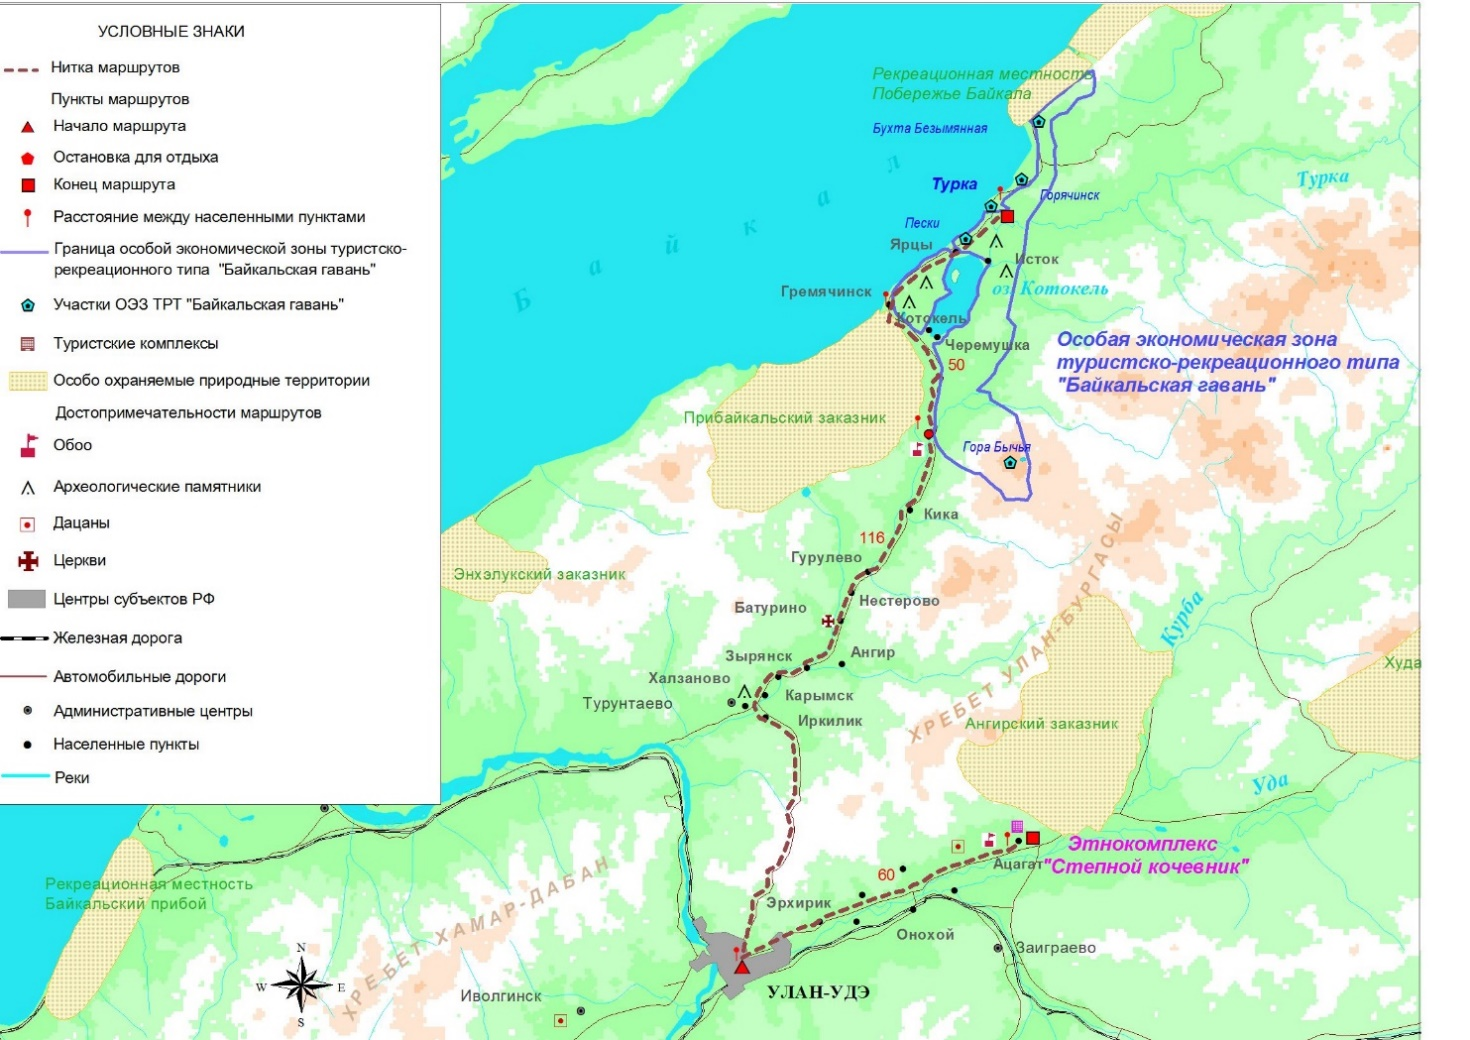 УСЛОВНЫЕ ЗНАКИ
Нитка маршрутов
Пункты маршрутов
Начало маршрута
Остановка для отдыха
Конец маршрута
Расстояние между населенными пунктами
Граница особой экономической зоны туристско-
рекреационного типа "Байкальская гавань"
Участки ОЭЗ ТРТ "Байкальская гавань"
Туристские комплексы
Особо охраняемые природные территории
Достопримечательности маршрутов
Обоо
Археологические памятники
Дацаны
Церкви
Центры субъектов РФ
Железная дорога
Автомобильные дороги
Административные центры
Населенные пункты
Реки
Рекреационная местность
Побережье Байкала
Бухта Безымянная
Байкал
Турка
Турка
Горячинск
Пески
Ярцы
Исток
оз. Котокель
Гремячинск
Котокель
Черемушка
50
Особая экономическая зона
туристско-рекреационного типа
"Байкальская гавань"
Прибайкальский заказник
Гора Бычья
Кика
116
Гурулево
Энхэлукский заказник
Нестерово
Батурино
ХРЕБЕТ УЛАН-БУРГАСЫ
Курба
Зырянск
Ангир
Худа
Халзаново
Карымск
Турунтаево
Иркилик
Ангирский заказник
Уда
Этнокомплекс
"Степной кочевник"
Ацагат
60
Рекреационная местность
Байкальский прибой
ХРЕБЕТ ХАМАР-ДАБАН
Эрхирик
Онохой
Заиграево
N
W
E
S
Иволгинск
УЛАН-УДЭ